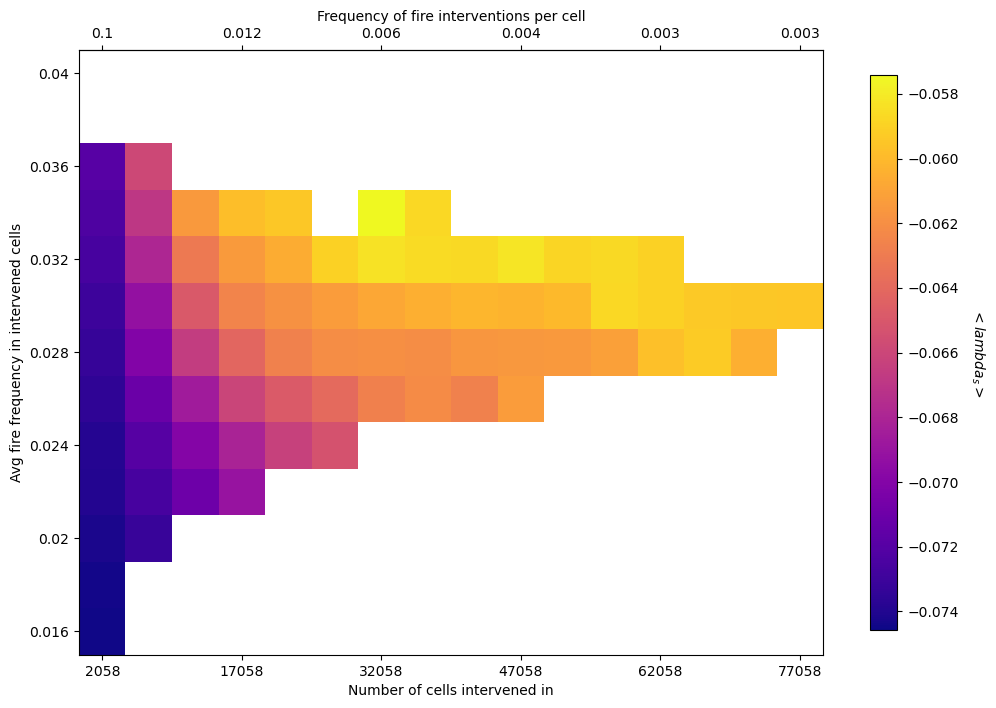 Frequency of fire interventions per cell
0.1 0.012 0.006 0.004 0.003 0.003
0.04
0.036
0.032
0.028
0.024
0.02
0.016
Avg fire frequency in intervened cells
2058 17058 32058 47058 62058 77058
Number of cells intervened in
−0.058
−0.060
−0.062
−0.064
−0.066
−0.068
−0.070
−0.072
−0.074
< lambda_s >